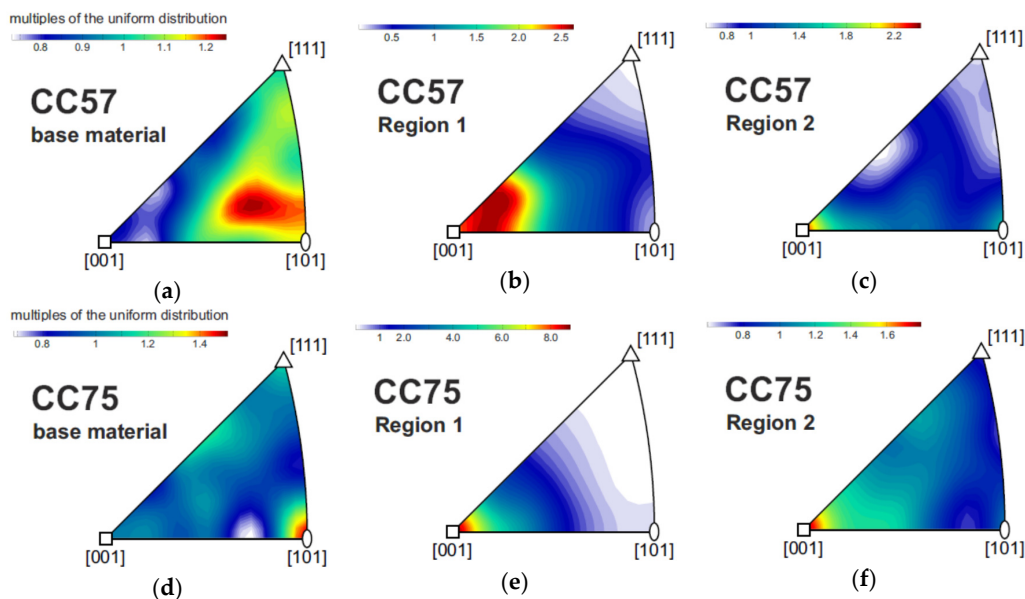 multiples of the uniform distribution
0.8 0.9 1 1.1 1.2
[111]
CC57
base material
[001]
[101]
(a)
0.5 1.0 1.5 2.0 2.5
[111]
CC57
Region 1
[001]
[101]
(b)
0.6 1 1.4 1.8 2.2
[111]
CC57
Region 2
[001]
[101]
(c)
multiples of the uniform distribution
0.8 1 1.2 1.4
[111]
CC75
base material
[001]
[101]
(d)
1 2.0 4.0 6.0 8.0
[111]
CC75
Region 1
[001]
[101]
(e)
0.8 1 1.2 1.4 1.6
[111]
CC75
Region 2
[001]
[101]
(f)